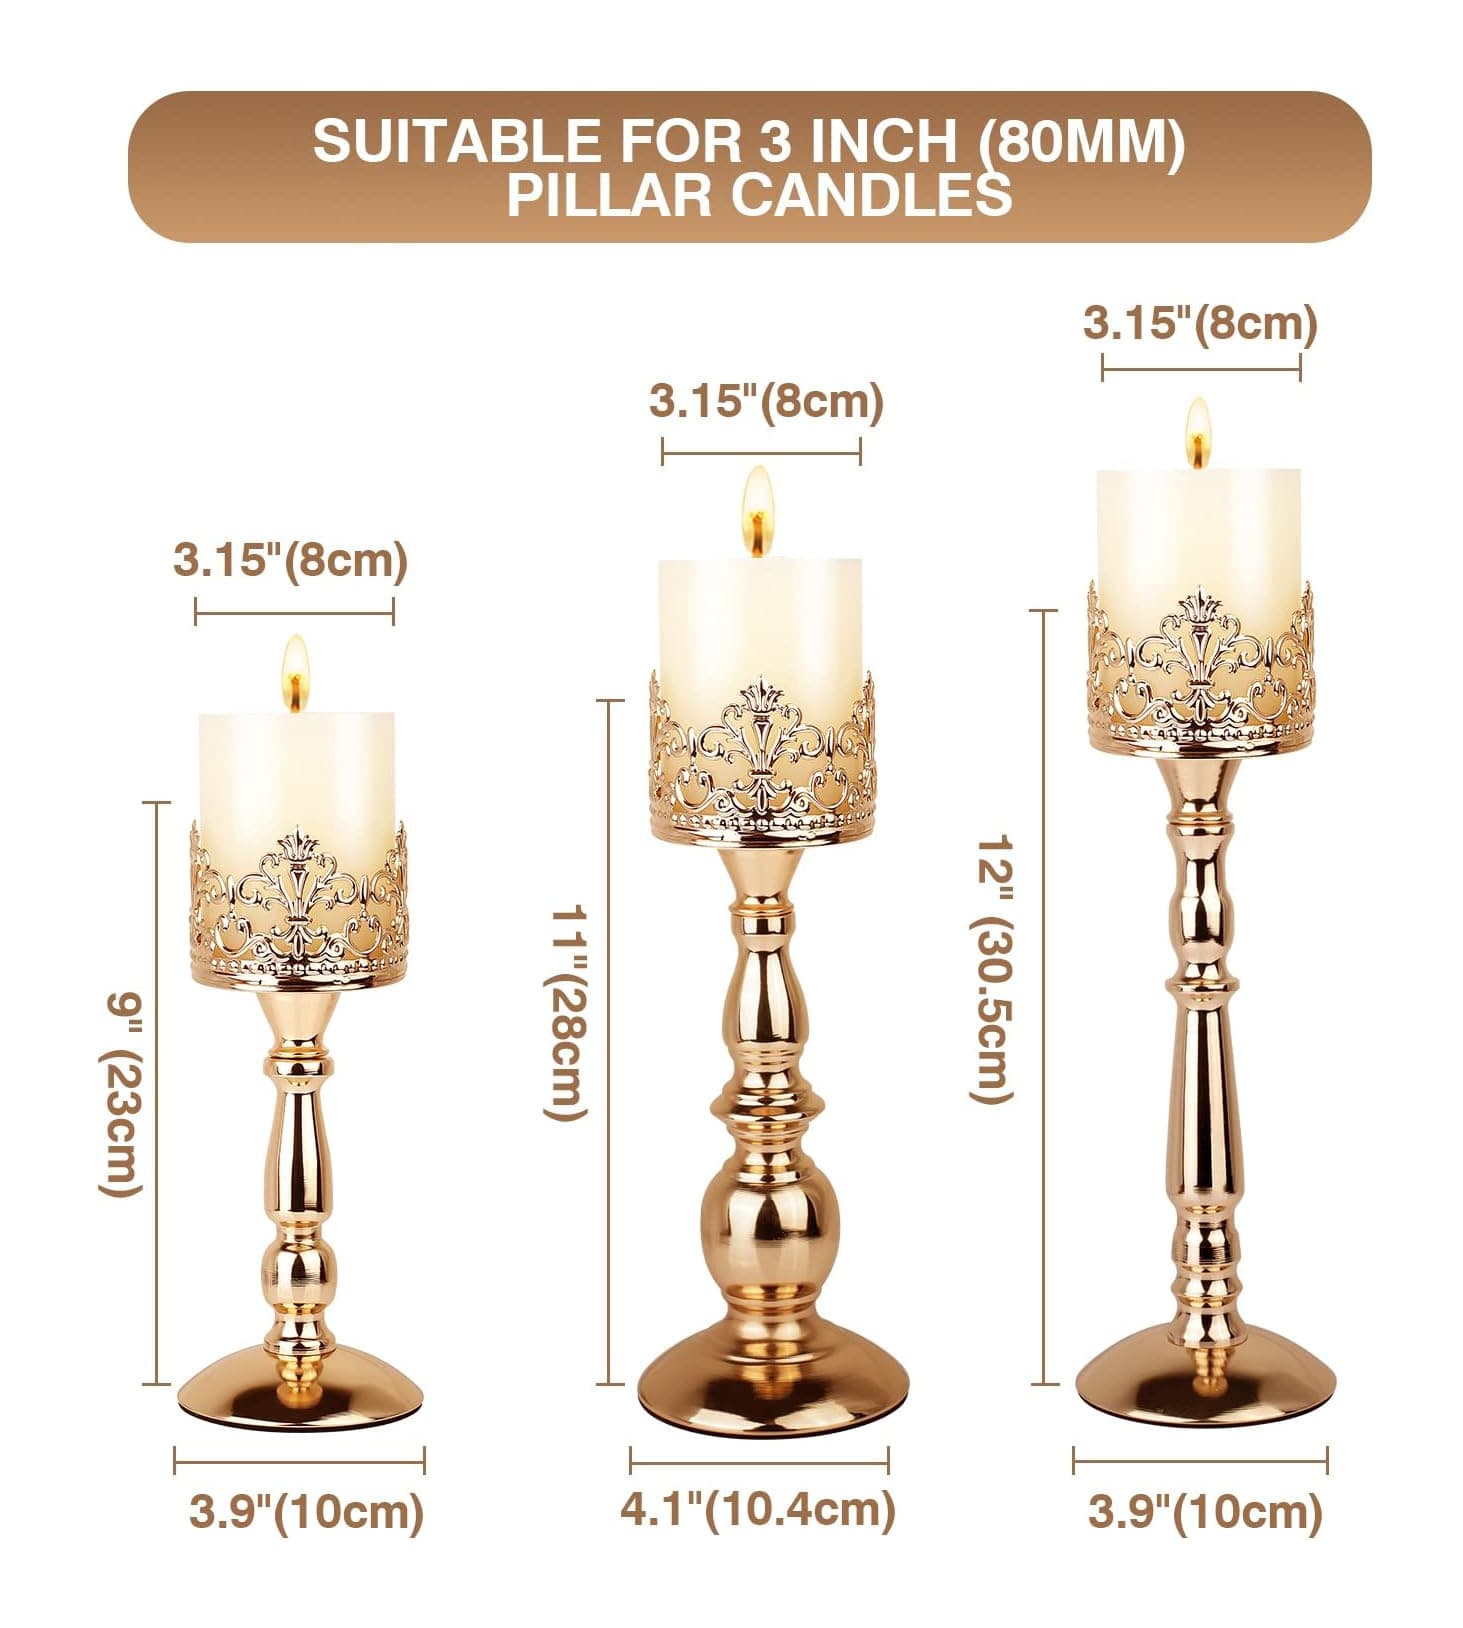 SUITABLE FOR 3 INCH (80MM)
PILLAR CANDLES
3.15"(8cm)
3.15"(8cm)
3.15"(8cm)
9" (23cm)
11"(28cm)
12" (30.5cm)
3.9"(10cm)
4.1"(10.4cm)
3.9"(10cm)